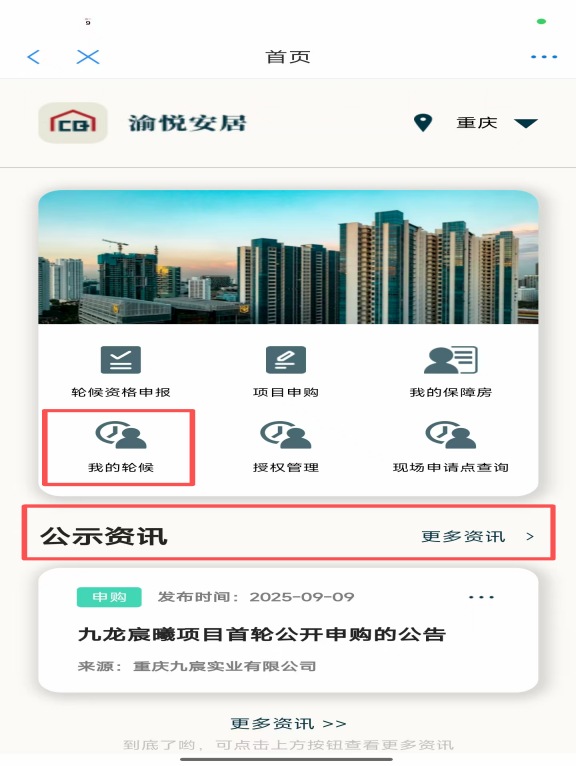 首页
CQ 渝悦安居 重庆
轮候资格申报 项目申购 我的保障房
我的轮候 授权管理 现场申请点查询
公示资讯 更多资讯 >
申购 发布时间：2025-09-09
九龙宸曦项目首轮公开申购的公告
来源：重庆九宸实业有限公司
更多资讯 >>
到底了哟，可点击上方按钮查看更多资讯